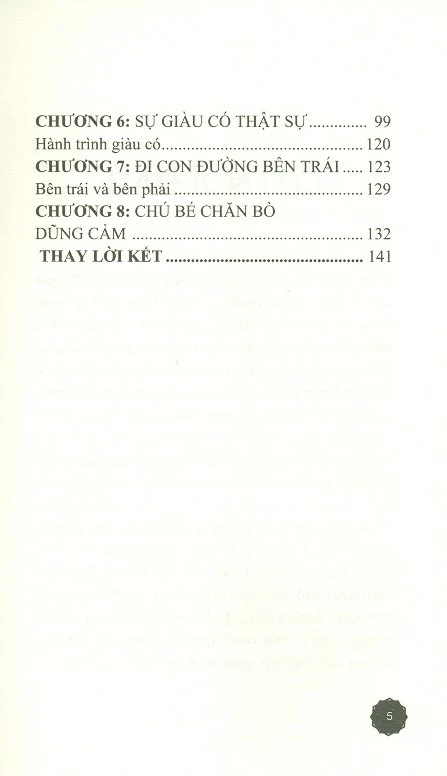 CHƯƠNG 6: SỰ GIÀU CÓ THẬT SỰ .............. 99
Hành trình giàu có................................................ 120
CHƯƠNG 7: ĐI CON ĐƯỜNG BÊN TRÁI ..... 123
Bên trái và bên phải ............................................. 129
CHƯƠNG 8: CHÚ BÉ CHĂN BÒ
DŨNG CẢM ...................................................... 132
THAY LỜI KẾT ................................................ 141
5